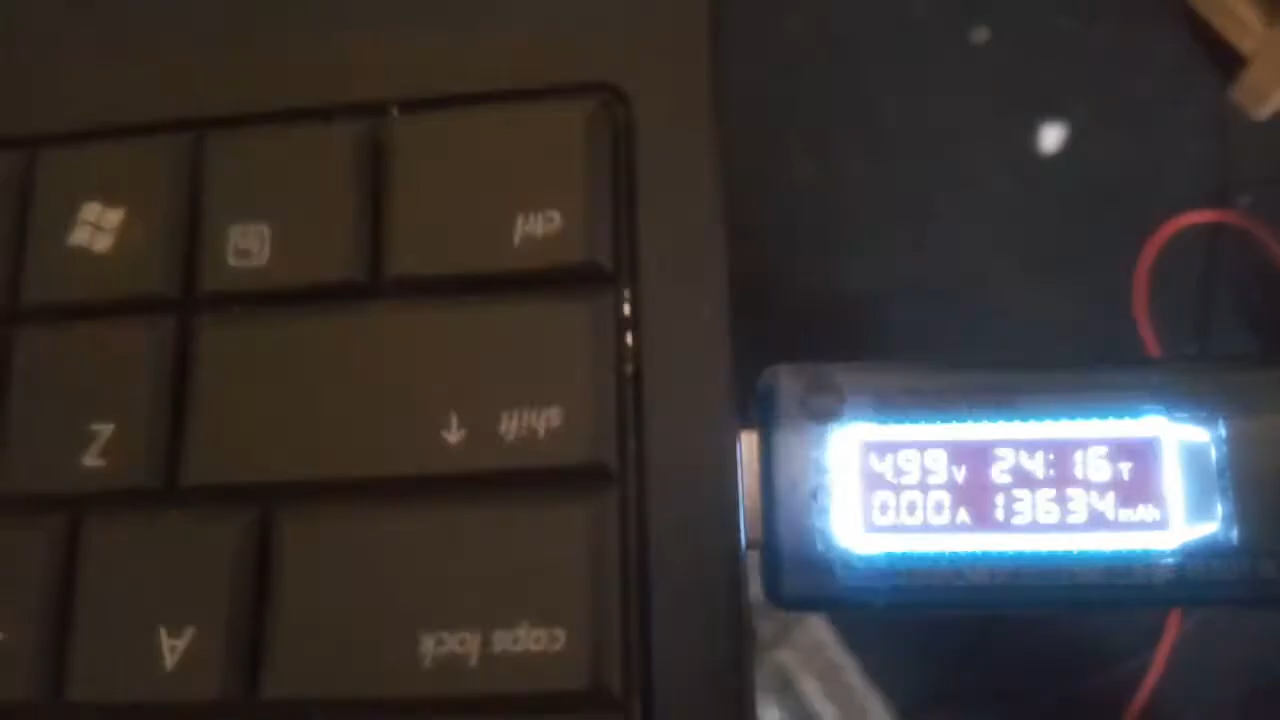 ctrl
shift ↑
Z
caps lock
A
4.99V 24:16T
0.00A 13634mAh